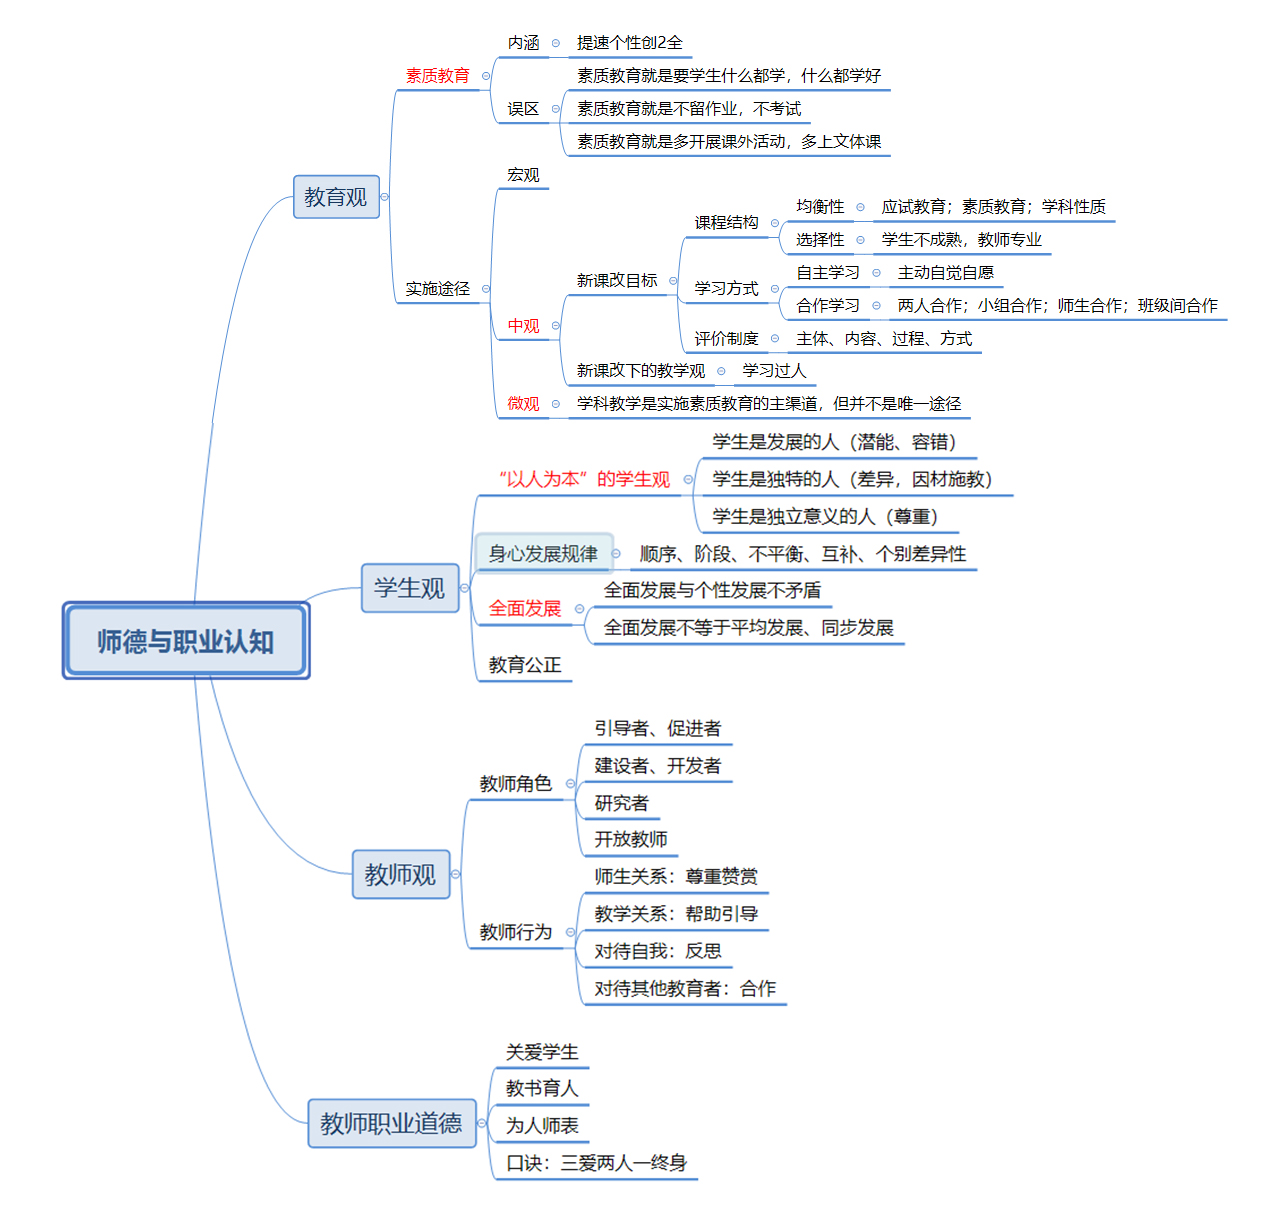 师德与职业认知
教育观
素质教育
内涵
提速个性创2全
误区
素质教育就是要学生什么都学，什么都学好
素质教育就是不留作业，不考试
素质教育就是多开展课外活动，多上文体课
实施途径
宏观
中观
新课改目标
课程结构
均衡性
应试教育；素质教育；学科性质
选择性
学生不成熟，教师专业
学习方式
自主学习
主动自觉自愿
合作学习
两人合作；小组合作；师生合作；班级间合作
评价制度
主体、内容、过程、方式
新课改下的教学观
学习过人
微观
学科教学是实施素质教育的主渠道，但并不是唯一途径
学生观
“以人为本”的学生观
学生是发展的人（潜能、容错）
学生是独特的人（差异，因材施教）
学生是独立意义的人（尊重）
身心发展规律
顺序、阶段、不平衡、互补、个别差异性
全面发展
全面发展与个性发展不矛盾
全面发展不等于平均发展、同步发展
教育公正
教师观
教师角色
引导者、促进者
建设者、开发者
研究者
开放教师
教师行为
师生关系：尊重赞赏
教学关系：帮助引导
对待自我：反思
对待其他教育者：合作
教师职业道德
关爱学生
教书育人
为人师表
口诀：三爱两人一终身